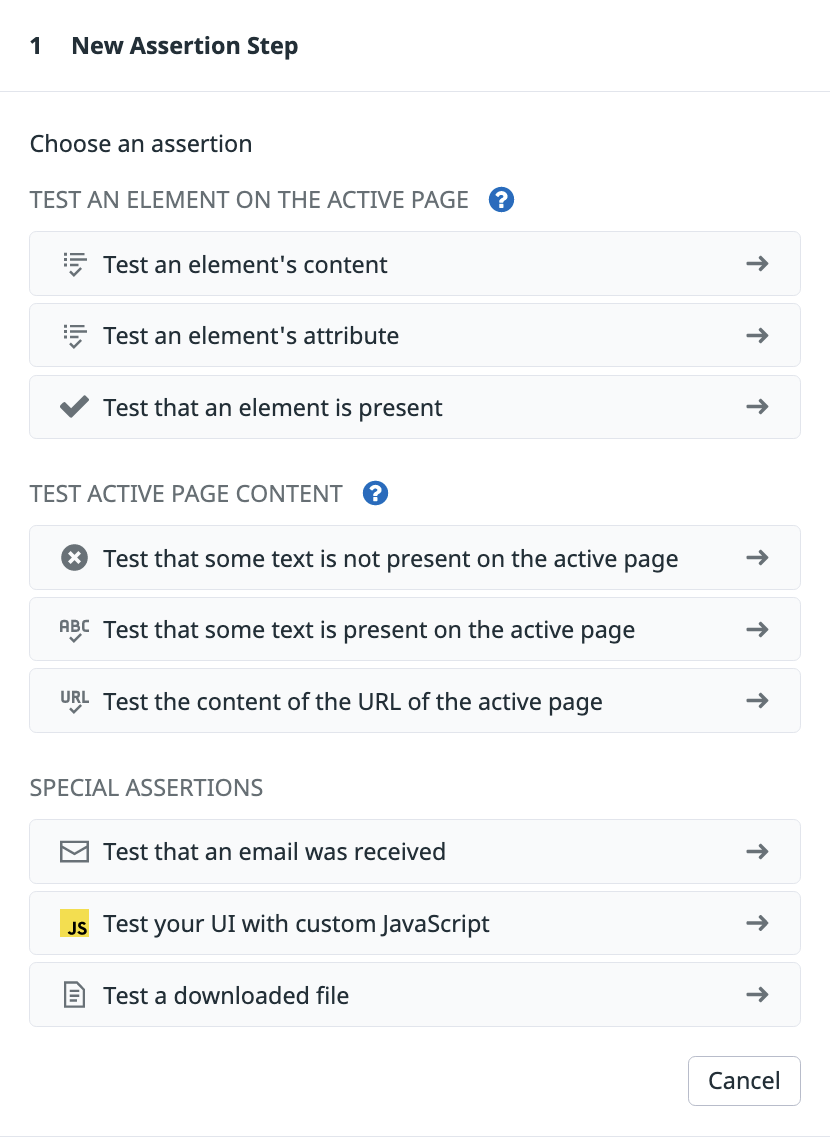 1 New Assertion Step
Choose an assertion
TEST AN ELEMENT ON THE ACTIVE PAGE ?
Test an element's content
Test an element's attribute
Test that an element is present
TEST ACTIVE PAGE CONTENT ?
Test that some text is not present on the active page
ABC Test that some text is present on the active page
URL Test the content of the URL of the active page
SPECIAL ASSERTIONS
Test that an email was received
JS Test your UI with custom JavaScript
Test a downloaded file
Cancel